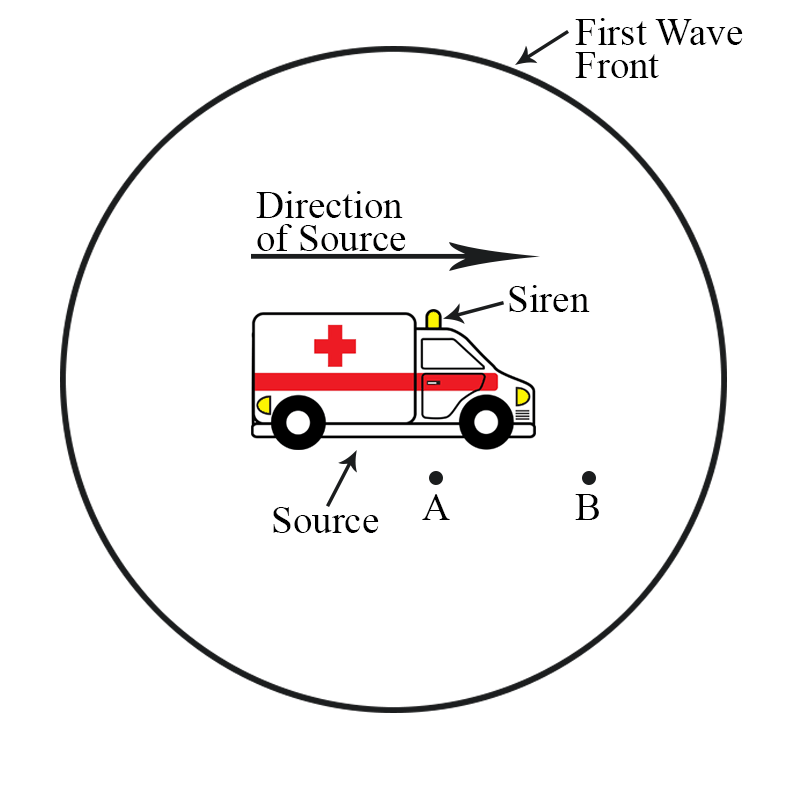 First Wave
Front
Direction
of Source
Siren
Source
A
B